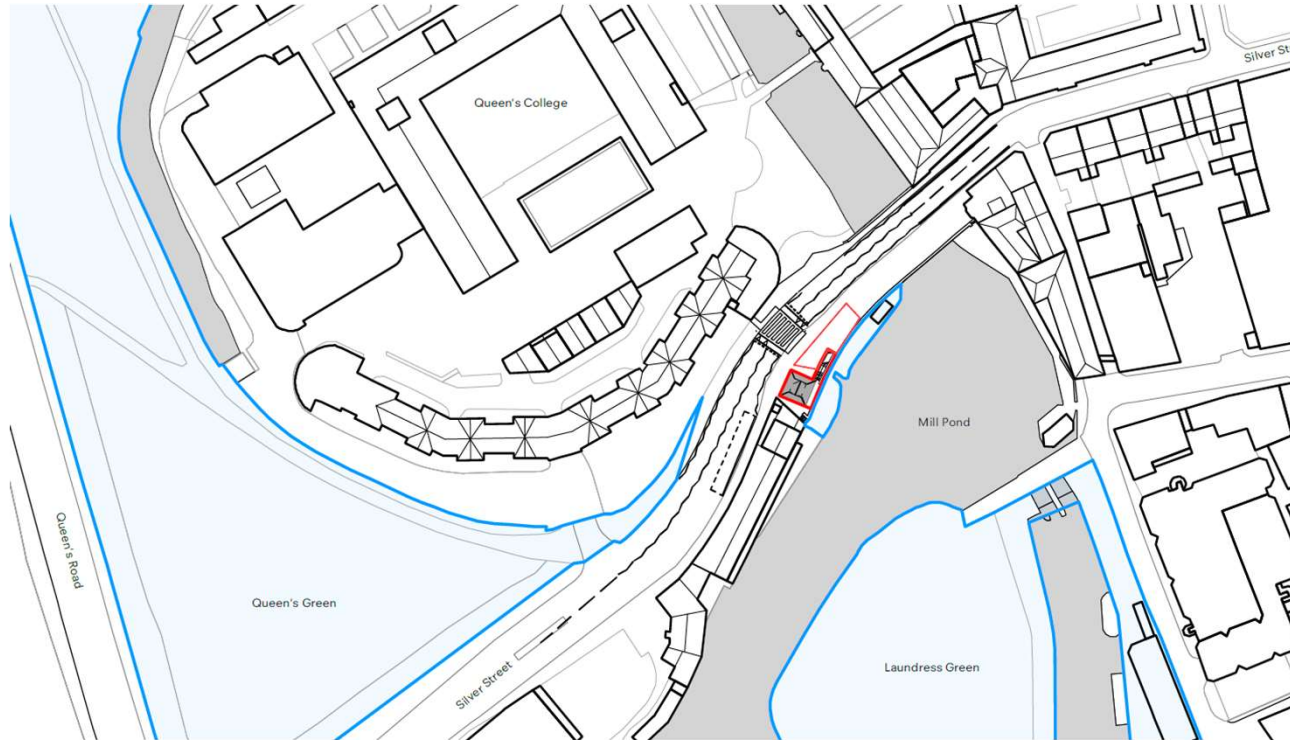 Silver St
Queen's College
Mill Pond
Queen's Road
Queen's Green
Laundress Green
Silver Street